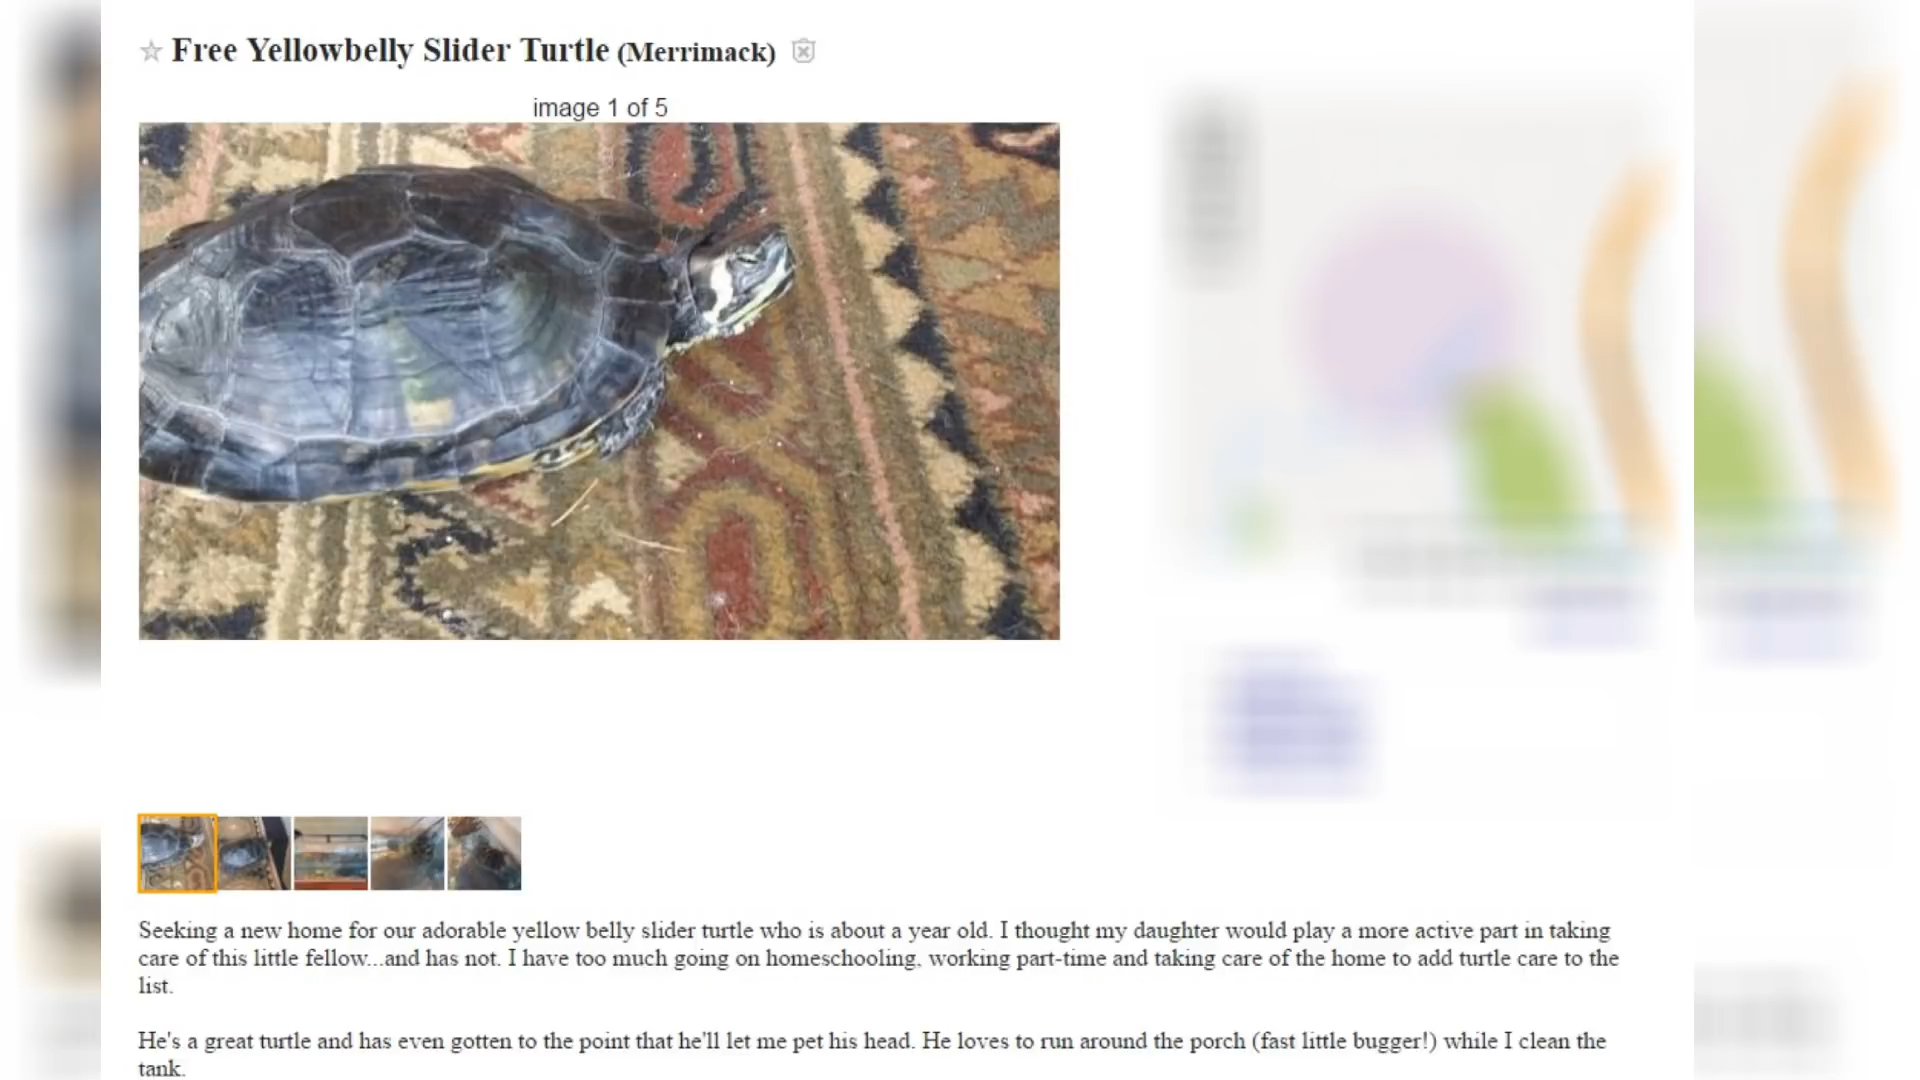 Free Yellowbelly Slider Turtle (Merrimack)
image 1 of 5
Seeking a new home for our adorable yellow belly slider turtle who is about a year old. I thought my daughter would play a more active part in taking
care of this little fellow...and has not. I have too much going on homeschooling, working part-time and taking care of the home to add turtle care to the
list.
He's a great turtle and has even gotten to the point that he'll let me pet his head. He loves to run around the porch (fast little bugger!) while I clean the
tank.